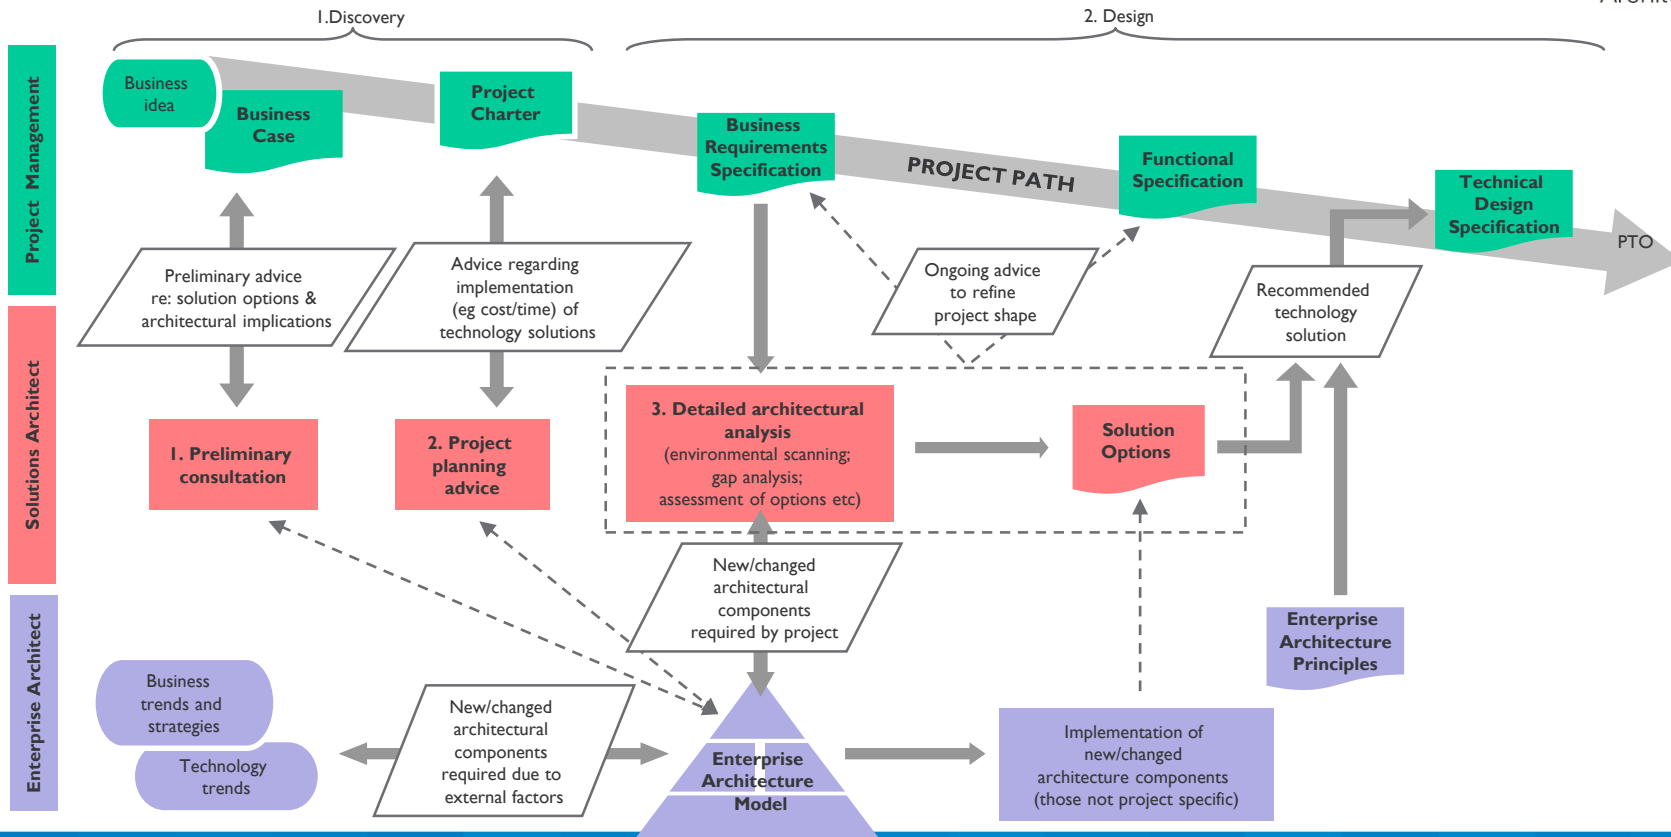 1.Discovery
2. Design
Project Management
Business
idea
Business
Case
Project
Charter
Business
Requirements
Specification
PROJECT PATH
Functional
Specification
Technical
Design
Specification
PTO
Preliminary advice
re: solution options &
architectural implications
Advice regarding
implementation
(eg cost/time) of
technology solutions
Ongoing advice
to refine
project shape
Recommended
technology
solution
Solutions Architect
1. Preliminary
consultation
2. Project
planning
advice
3. Detailed architectural
analysis
(environmental scanning;
gap analysis;
assessment of options etc)
Solution
Options
New/changed
architectural
components
required by project
Enterprise Architect
Business
trends and
strategies
Technology
trends
New/changed
architectural
components
required due to
external factors
Enterprise
Architecture
Model
Implementation of
new/changed
architecture components
(those not project specific)
Enterprise
Architecture
Principles